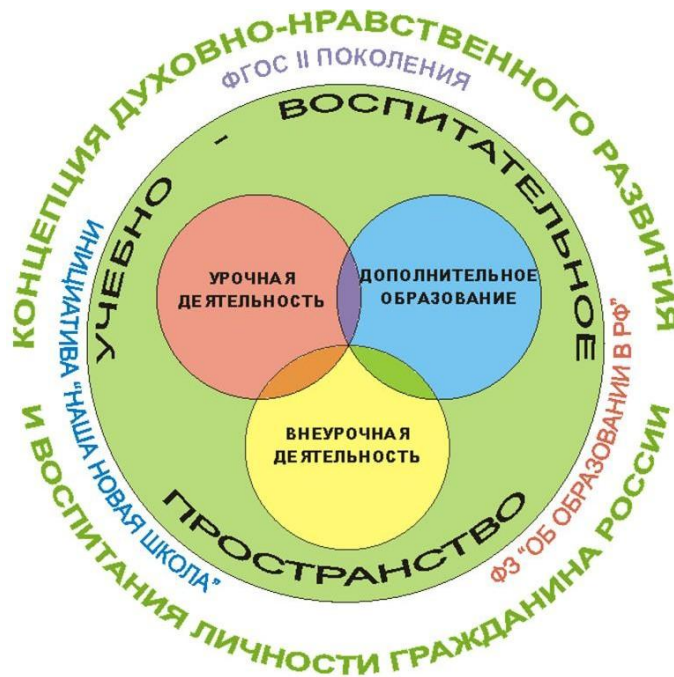 КОНЦЕПЦИЯ ДУХОВНО-НРАВСТВЕННОГО РАЗВИТИЯ
И ВОСПИТАНИЯ ЛИЧНОСТИ ГРАЖДАНИНА РОССИИ
ФГОС II ПОКОЛЕНИЯ
ИНИЦИАТИВА "НАША НОВАЯ ШКОЛА"
ФЗ "ОБ ОБРАЗОВАНИИ В РФ"
УЧЕБНО - ВОСПИТАТЕЛЬНОЕ
ПРОСТРАНСТВО
УРОЧНАЯ
ДЕЯТЕЛЬНОСТЬ
ДОПОЛНИТЕЛЬНОЕ
ОБРАЗОВАНИЕ
ВНЕУРОЧНАЯ
ДЕЯТЕЛЬНОСТЬ